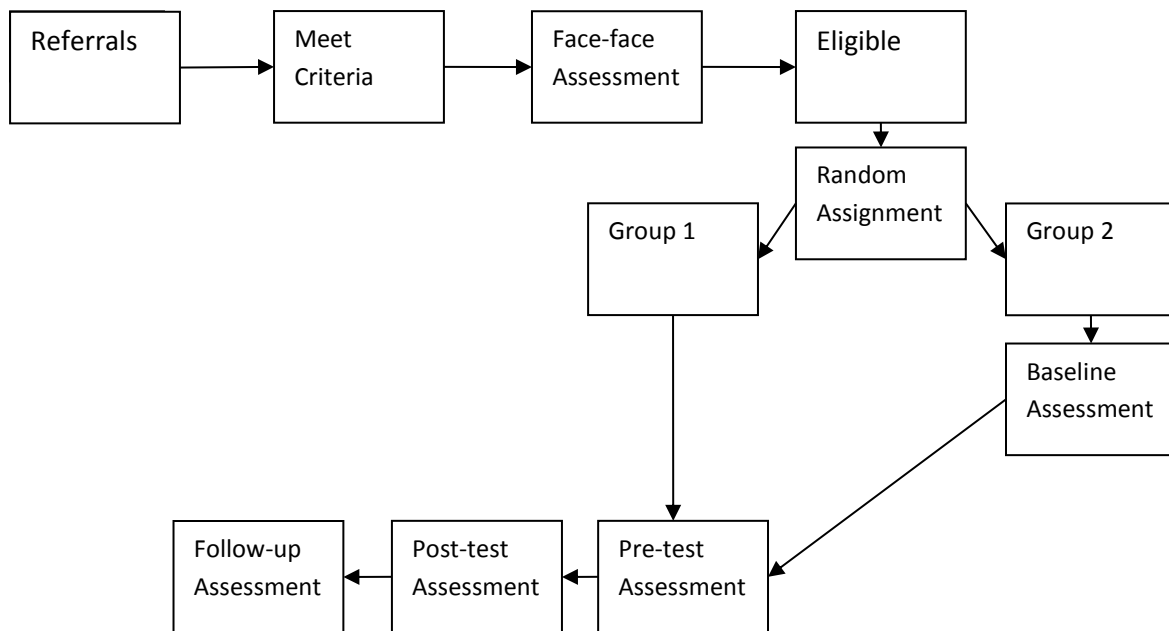 Referrals
Meet
Criteria
Face-face
Assessment
Eligible
Random
Assignment
Group 1
Group 2
Baseline
Assessment
Follow-up
Assessment
Post-test
Assessment
Pre-test
Assessment